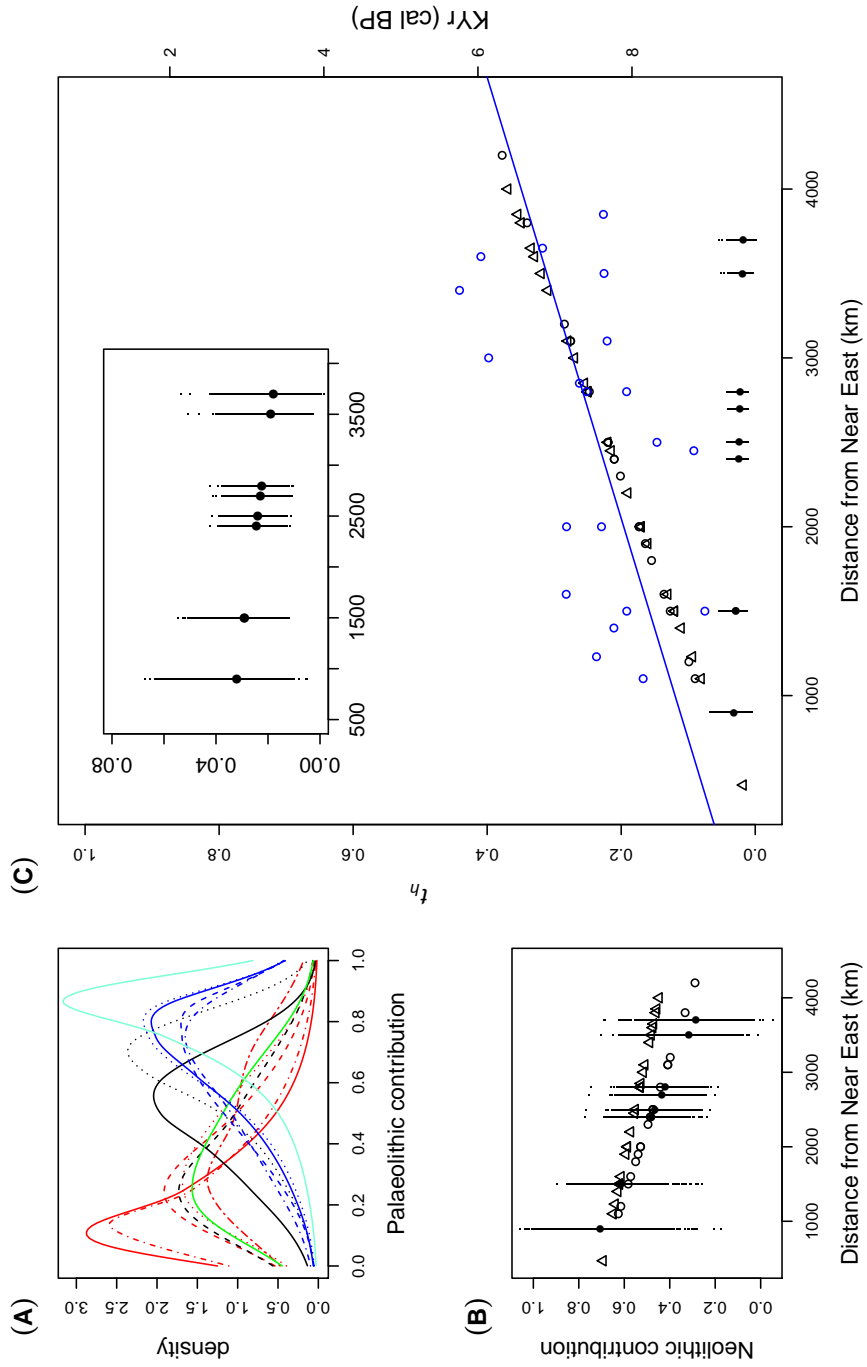 (A)
density
0.0 0.5 1.0 1.5 2.0 2.5 3.0
0.0 0.2 0.4 0.6 0.8 1.0
Palaeolithic contribution
(B)
Neolithic contribution
0.0 0.2 0.4 0.6 0.8 1.0
1000 2000 3000 4000
Distance from Near East (km)
(C)
t_h
0.0 0.2 0.4 0.6 0.8 1.0
1000 2000 3000 4000
Distance from Near East (km)
2 4 6 8
KYr (cal BP)
0.00 0.04 0.08
500 1500 2500 3500